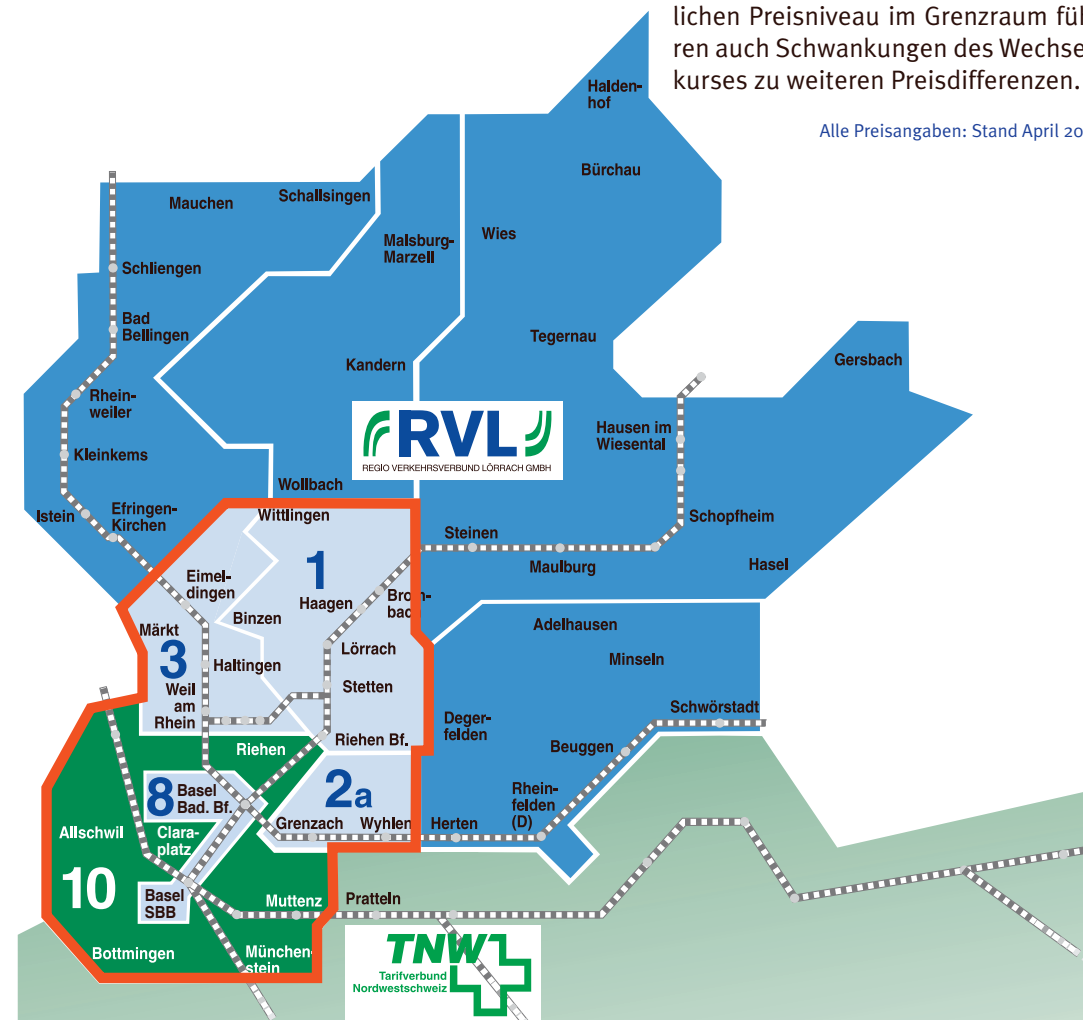 lichen Preisniveau im Grenzraum füh
ren auch Schwankungen des Wechse
kurses zu weiteren Preisdifferenzen.
Alle Preisangaben: Stand April 20
Halden-
hof
Bürchau
Mauchen
Schallsingen
Malsburg-
Marzell
Wies
Schliengen
Bad
Bellingen
Tegernau
Gersbach
Kandern
Rhein-
weiler
RVL
REGIO VERKEHRSVERBUND LÖRRACH GMBH
Hausen im
Wiesental
Kleinkems
Wollbach
Istein
Efringen-
Kirchen
Wittlingen
Steinen
Schopfheim
Maulburg
Hasel
Eimel-
dingen
1
Haagen
Brom-
bach
Binzen
Adelhausen
Märkt
3
Haltingen
Lörrach
Minseln
Weil
am
Rhein
Stetten
Schwörstadt
Deger-
felden
Riehen
Riehen Bf.
Beuggen
8
Basel
Bad. Bf.
2a
Rhein-
felden
(D)
Allschwil
Clara-
platz
Grenzach
Wyhlen
Herten
10
Basel
SBB
Muttenz
Pratteln
Bottmingen
München-
stein
TNW
Tarifverbund
Nordwestschweiz